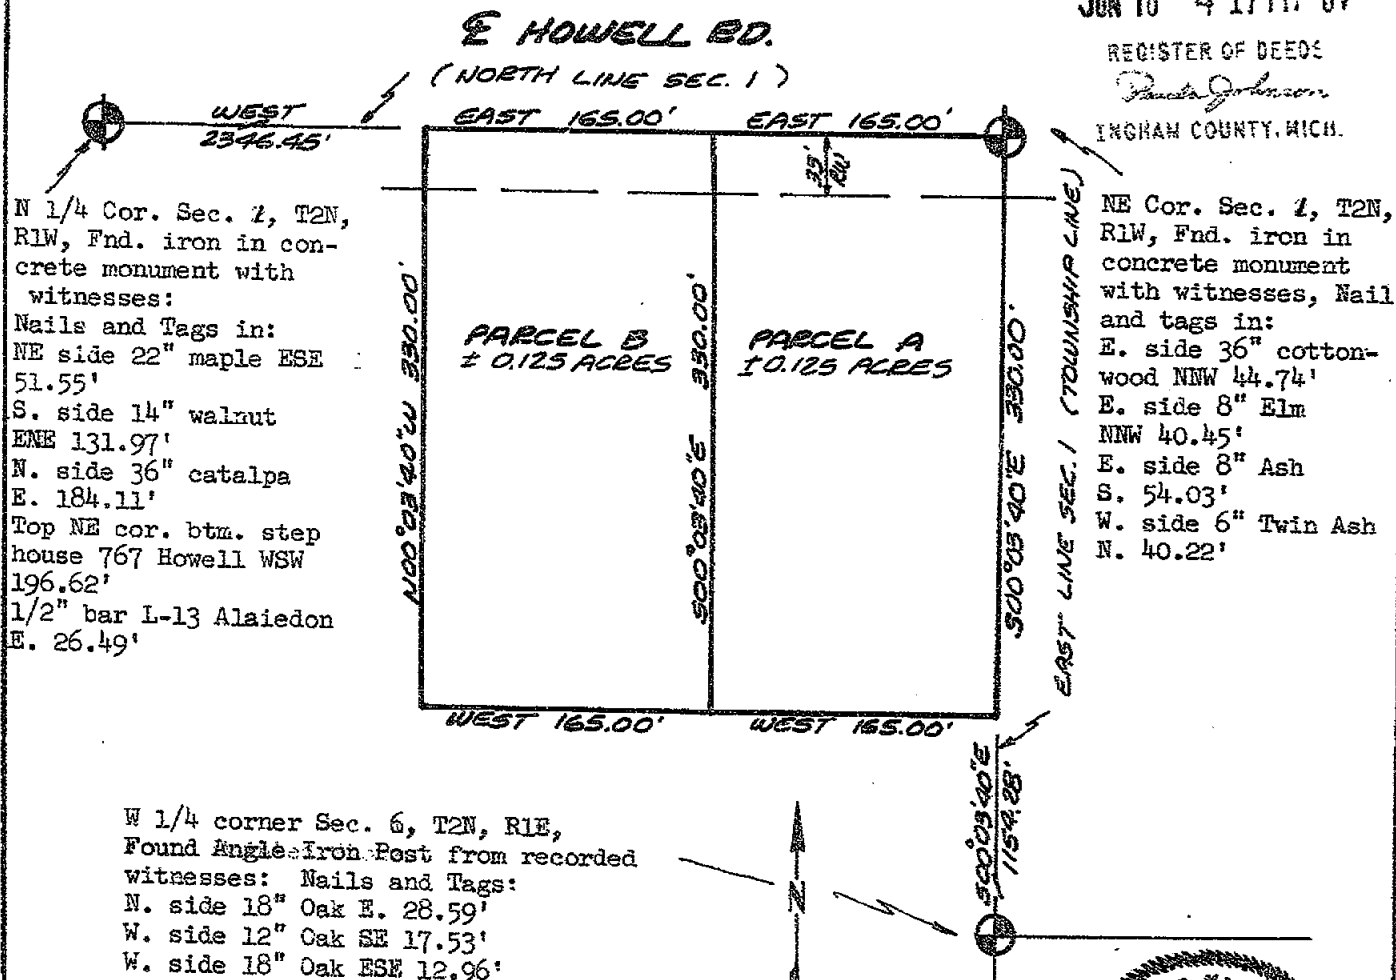 JUN 10 4 17 PM 87
REGISTER OF DEEDS
Paula Johnson
INGHAM COUNTY, MICH.
℄ HOWELL RD.
(NORTH LINE SEC. 1)
WEST
2346.45'
EAST 165.00'
EAST 165.00'
33'
R/W
N 1/4 Cor. Sec. 1, T2N,
R1W, Fnd. iron in con-
crete monument with
witnesses:
Nails and Tags in:
NE side 22" maple ESE
51.55'
S. side 14" walnut
ENE 131.97'
N. side 36" catalpa
E. 184.11'
Top NE cor. btm. step
house 767 Howell WSW
196.62'
1/2" bar L-13 Alaiedon
E. 26.49'
N00°03'40"W 330.00'
PARCEL B
± 0.125 ACRES
S00°03'40"E 330.00'
PARCEL A
± 0.125 ACRES
S00°03'40"E 330.00'
EAST LINE SEC. 1 (TOWNSHIP LINE)
NE Cor. Sec. 1, T2N,
R1W, Fnd. iron in
concrete monument
with witnesses, Nail
and tags in:
E. side 36" cotton-
wood NNW 44.74'
E. side 8" Elm
NNW 40.45'
E. side 8" Ash
S. 54.03'
W. side 6" Twin Ash
N. 40.22'
WEST 165.00'
WEST 165.00'
S00°03'40"E
1159.28'
W 1/4 corner Sec. 6, T2N, R1E,
Found Angle Iron Post from recorded
witnesses: Nails and Tags:
N. side 18" Oak E. 28.59'
W. side 12" Oak SE 17.53'
W. side 18" Oak ESE 12.96'
N